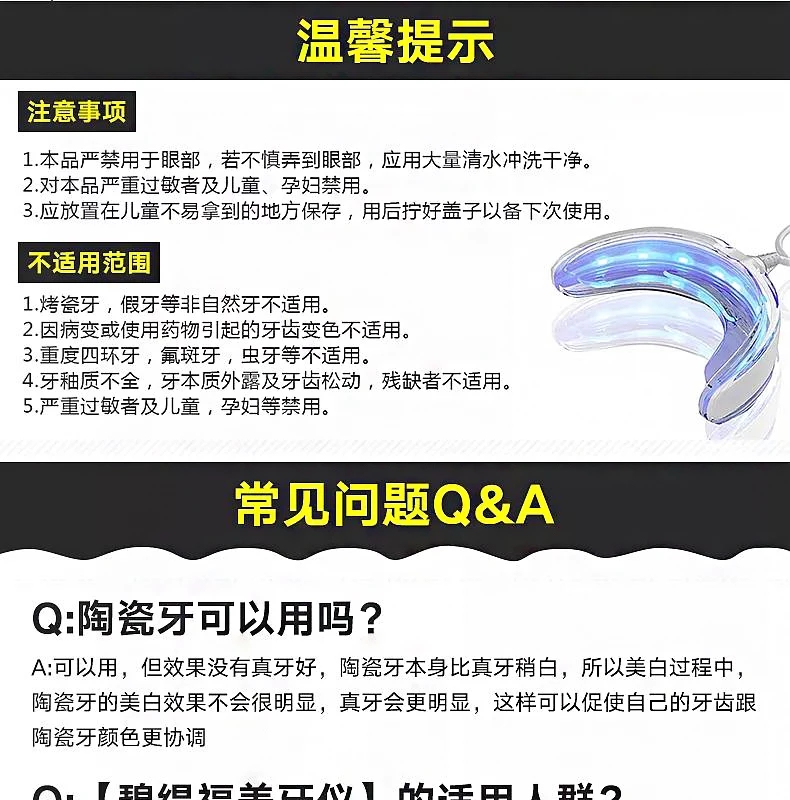 温馨提示
注意事项
1.本品严禁用于眼部，若不慎弄到眼部，应用大量清水冲洗干净。
2.对本品严重过敏者及儿童、孕妇禁用。
3.应放置在儿童不易拿到的地方保存，用后拧好盖子以备下次使用。
不适用范围
1.烤瓷牙，假牙等非自然牙不适用。
2.因病变或使用药物引起的牙齿变色不适用。
3.重度四环牙，氟斑牙，虫牙等不适用。
4.牙釉质不全，牙本质外露及牙齿松动，残缺者不适用。
5.严重过敏者及儿童，孕妇等禁用。
常见问题Q&A
Q:陶瓷牙可以用吗？
A:可以用，但效果没有真牙好，陶瓷牙本身比真牙稍白，所以美白过程中，
陶瓷牙的美白效果不会很明显，真牙会更明显，这样可以促使自己的牙齿跟
陶瓷牙颜色更协调
Q:【碧缇福美牙仪】的适用人群？